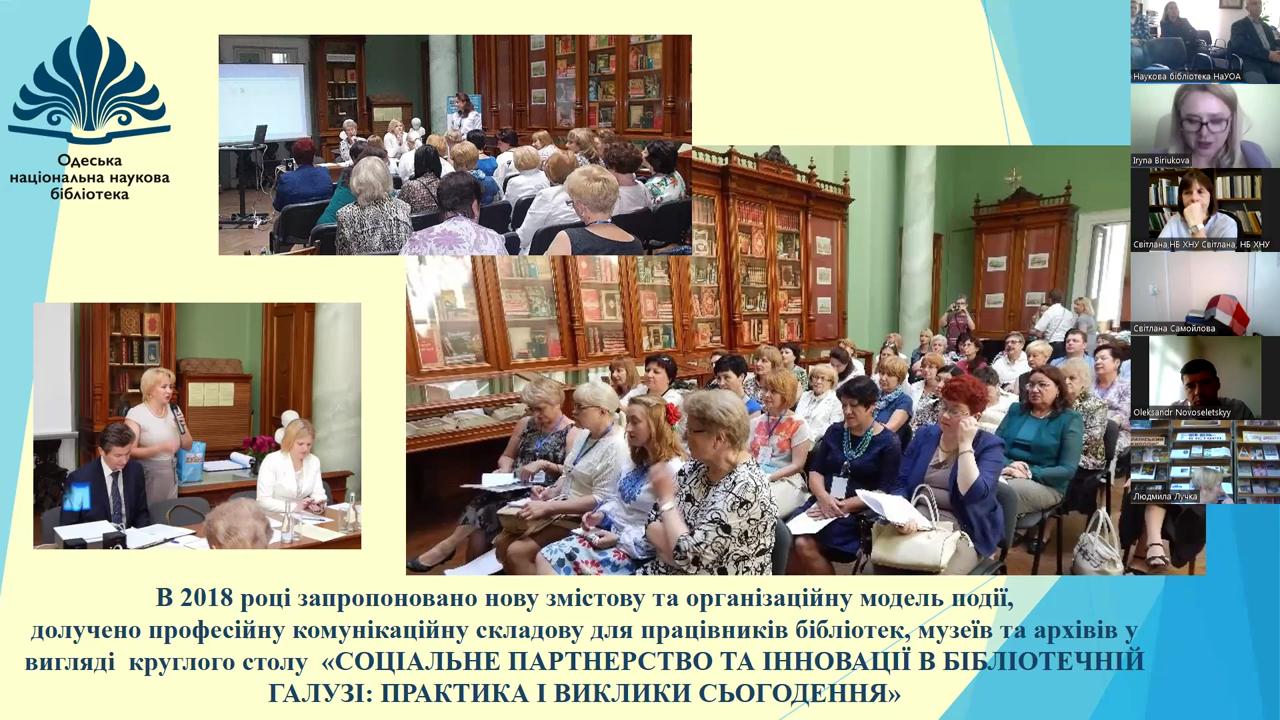 Одеська
національна наукова
бібліотека
Наукова бібліотека НаУОА
Iryna Biriukova
Світлана,НБ ХНУ Світлана, НБ ХНУ
Світлана Самойлова
Oleksandr Novoseletskyy
Людмила Лучка
В 2018 році запропоновано нову змістову та організаційну модель події,
долучено професійну комунікаційну складову для працівників бібліотек, музеїв та архівів у
вигляді круглого столу «СОЦІАЛЬНЕ ПАРТНЕРСТВО ТА ІННОВАЦІЇ В БІБЛІОТЕЧНІЙ
ГАЛУЗІ: ПРАКТИКА І ВИКЛИКИ СЬОГОДЕННЯ»